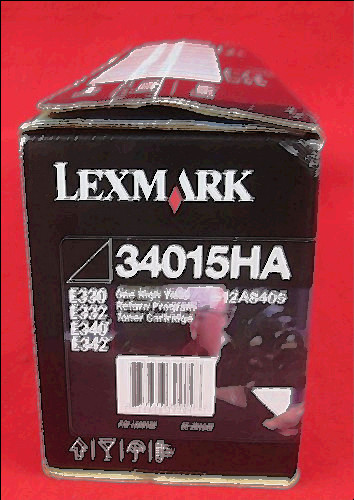 LEXMARK
34015HA
E330 One High Yield 12A8405
E332 Return Program
E340 Toner Cartridge
E342